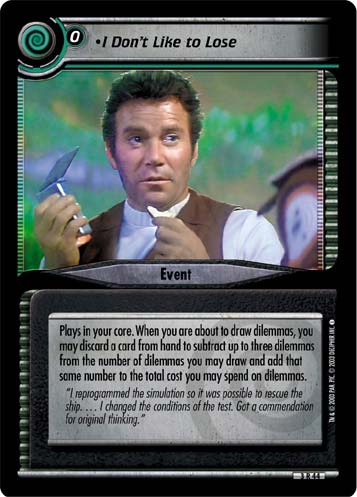 0
•I Don't Like to Lose
Event
Plays in your core. When you are about to draw dilemmas, you
may discard a card from hand to subtract up to three dilemmas
from the number of dilemmas you may draw and add that
same number to the total cost you may spend on dilemmas.
"I reprogrammed the simulation so it was possible to rescue the
ship. . . . I changed the conditions of the test. Got a commendation
for original thinking."
TM & © 2003 PAR. PIC. © 2003 DECIPHER INC.
3 R 44